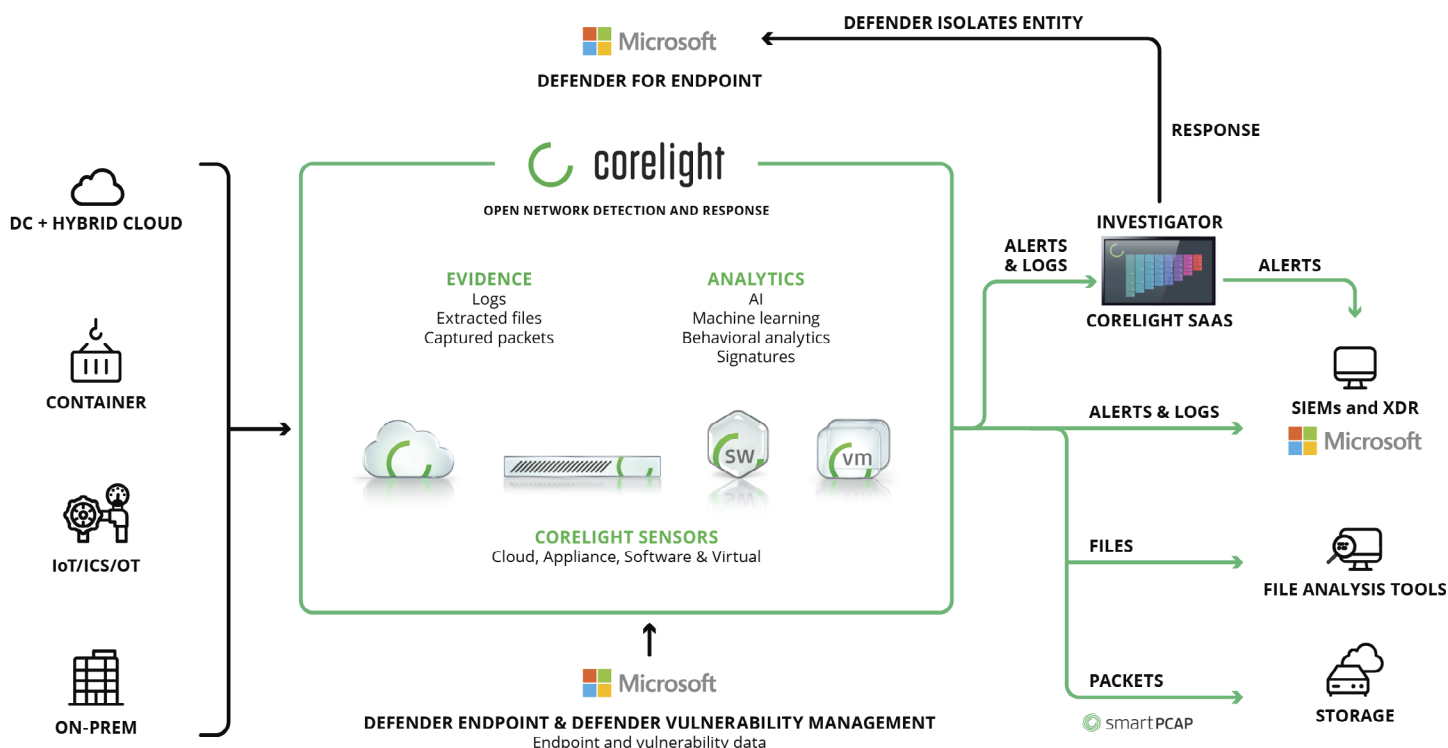 Microsoft
DEFENDER FOR ENDPOINT
DEFENDER ISOLATES ENTITY
RESPONSE
DC + HYBRID CLOUD
CONTAINER
IoT/ICS/OT
ON-PREM
corelight
OPEN NETWORK DETECTION AND RESPONSE
EVIDENCE
Logs
Extracted files
Captured packets
ANALYTICS
AI
Machine learning
Behavioral analytics
Signatures
sw
vm
CORELIGHT SENSORS
Cloud, Appliance, Software & Virtual
Microsoft
DEFENDER ENDPOINT & DEFENDER VULNERABILITY MANAGEMENT
Endpoint and vulnerability data
ALERTS
& LOGS
INVESTIGATOR
CORELIGHT SAAS
ALERTS
ALERTS & LOGS
SIEMs and XDR
Microsoft
FILES
FILE ANALYSIS TOOLS
PACKETS
smartPCAP
STORAGE